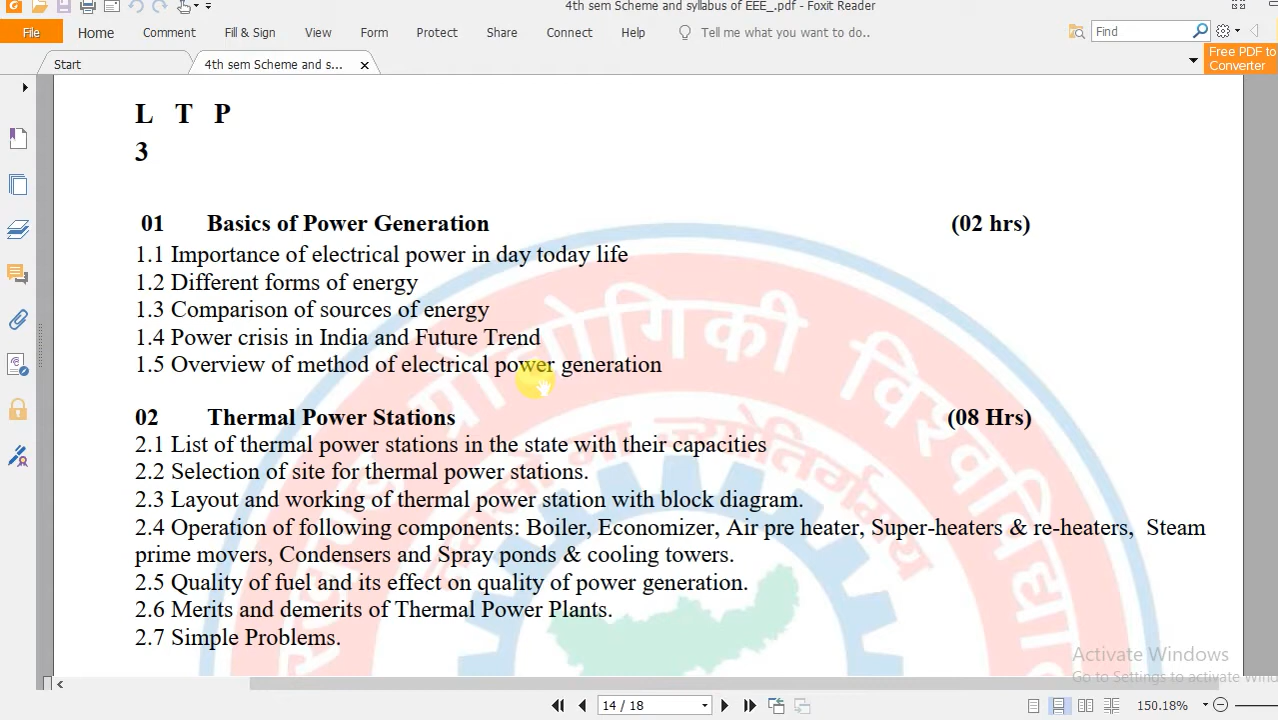 4th sem Scheme and syllabus of EEE_.pdf - Foxit Reader
File Home Comment Fill & Sign View Form Protect Share Connect Help Tell me what you want to do.. Find
Start 4th sem Scheme and s... Free PDF to
Converter
L T P
3
01 Basics of Power Generation (02 hrs)
1.1 Importance of electrical power in day today life
1.2 Different forms of energy
1.3 Comparison of sources of energy
1.4 Power crisis in India and Future Trend
1.5 Overview of method of electrical power generation
02 Thermal Power Stations (08 Hrs)
2.1 List of thermal power stations in the state with their capacities
2.2 Selection of site for thermal power stations.
2.3 Layout and working of thermal power station with block diagram.
2.4 Operation of following components: Boiler, Economizer, Air pre heater, Super-heaters & re-heaters, Steam
prime movers, Condensers and Spray ponds & cooling towers.
2.5 Quality of fuel and its effect on quality of power generation.
2.6 Merits and demerits of Thermal Power Plants.
2.7 Simple Problems.
प्रौद्योगिकी
Activate Windows
Go to Settings to activate Wind
14 / 18 150.18%